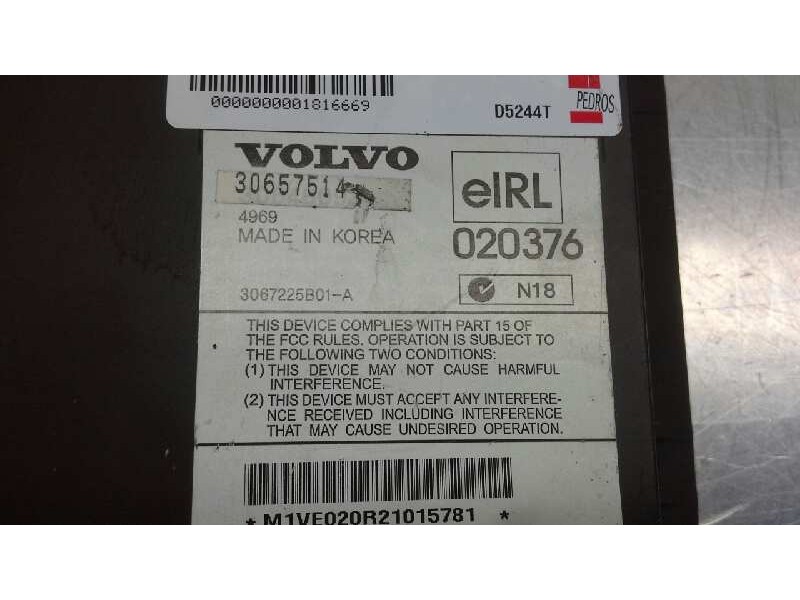 0000000001816669
D5244T
PEDROS
VOLVO
30657514
eIRL
4969
MADE IN KOREA
020376
3067225B01-A
N18
THIS DEVICE COMPLIES WITH PART 15 OF
THE FCC RULES. OPERATION IS SUBJECT TO
THE FOLLOWING TWO CONDITIONS:
(1) THIS DEVICE MAY NOT CAUSE HARMFUL
INTERFERENCE.
(2) THIS DEVICE MUST ACCEPT ANY INTERFERE-
NCE RECEIVED INCLUDING INTERFERENCE
THAT MAY CAUSE UNDESIRED OPERATION.
* M1VE020R21015781 *